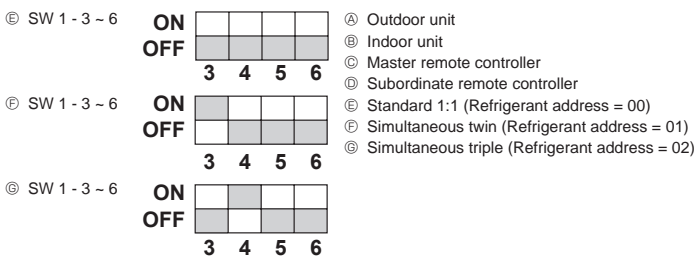 Ⓔ SW 1 - 3 ~ 6
ON
OFF
3 4 5 6
Ⓕ SW 1 - 3 ~ 6
ON
OFF
3 4 5 6
Ⓖ SW 1 - 3 ~ 6
ON
OFF
3 4 5 6
Ⓐ Outdoor unit
Ⓑ Indoor unit
Ⓒ Master remote controller
Ⓓ Subordinate remote controller
Ⓔ Standard 1:1 (Refrigerant address = 00)
Ⓕ Simultaneous twin (Refrigerant address = 01)
Ⓖ Simultaneous triple (Refrigerant address = 02)